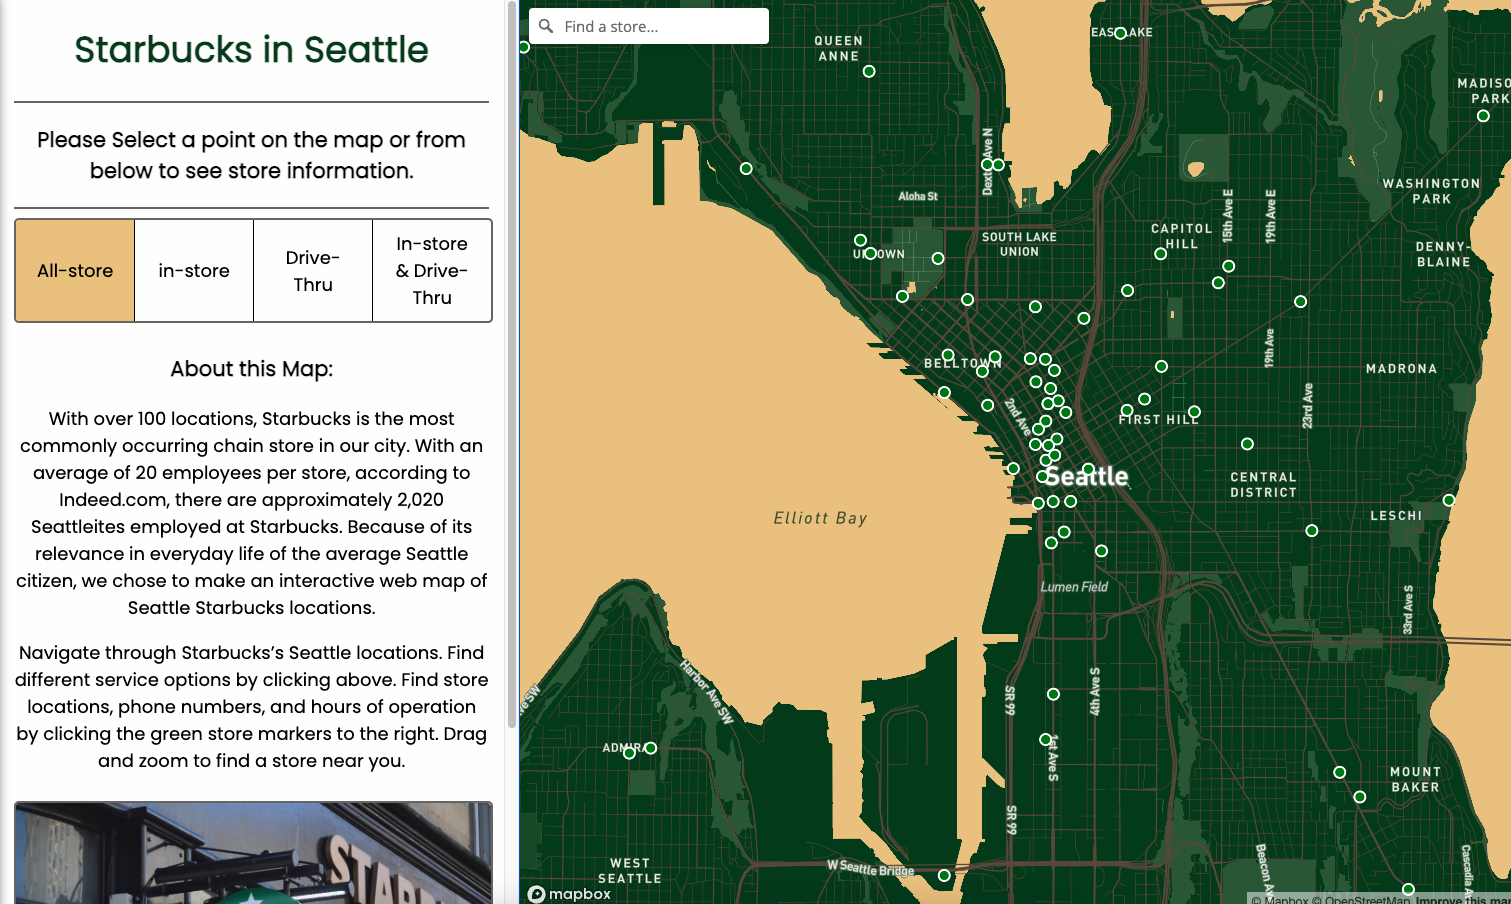 Starbucks in Seattle
Please Select a point on the map or from
below to see store information.
All-store
in-store
Drive-
Thru
In-store
& Drive-
Thru
About this Map:
With over 100 locations, Starbucks is the most
commonly occurring chain store in our city. With an
average of 20 employees per store, according to
Indeed.com, there are approximately 2,020
Seattleites employed at Starbucks. Because of its
relevance in everyday life of the average Seattle
citizen, we chose to make an interactive web map of
Seattle Starbucks locations.
Navigate through Starbucks's Seattle locations. Find
different service options by clicking above. Find store
locations, phone numbers, and hours of operation
by clicking the green store markers to the right. Drag
and zoom to find a store near you.
STAR
Find a store...
QUEEN
ANNE
EASTLAKE
MADISO
PARK
Dexter Ave N
Aloha St
WASHINGTON
PARK
15th Ave E
19th Ave E
CAPITOL
HILL
SOUTH LAKE
UNION
DENNY-
BLAINE
UPTOWN
BELLTOWN
19th Ave
MADRONA
2nd Ave
23rd Ave
FIRST HILL
Seattle
CENTRAL
DISTRICT
LESCHI
Elliott Bay
Lumen Field
33rd Ave S
Harbor Ave SW
ve SW
SR 99
4th Ave S
ADMIRAL
1st Ave S
MOUNT
BAKER
SR 99
WEST
SEATTLE
W Seattle Bridge
Beacon Av
Cascadia A
mapbox
© Mapbox © OpenStreetMap Improve this ma